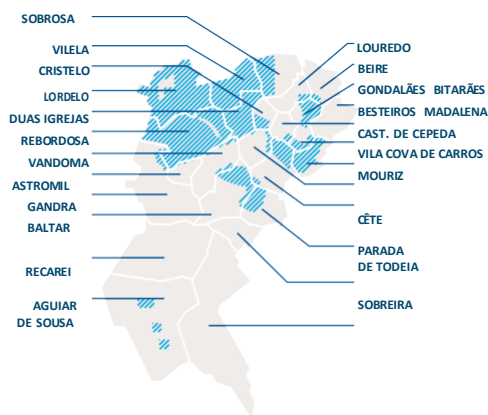 SOBROSA
VILELA
CRISTELO
LORDELO
DUAS IGREJAS
REBORDOSA
VANDOMA
ASTROMIL
GANDRA
BALTAR
RECAREI
AGUIAR
DE SOUSA
LOUREDO
BEIRE
GONDALÃES BITARÃES
BESTEIROS MADALENA
CAST. DE CEPEDA
VILA COVA DE CARROS
MOURIZ
CÊTE
PARADA
DE TODEIA
SOBREIRA